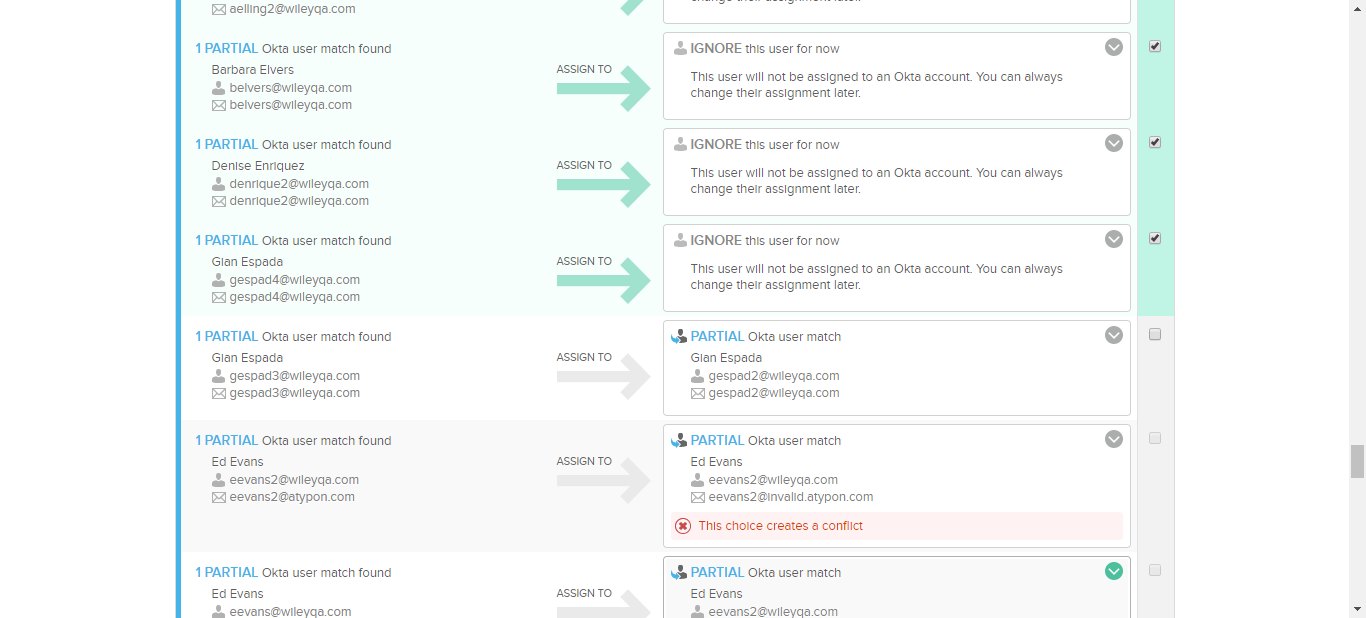 change their assignment later.
aelling2@wileyqa.com
1 PARTIAL Okta user match found
Barbara Elvers
belvers@wileyqa.com
belvers@wileyqa.com
ASSIGN TO
IGNORE this user for now
This user will not be assigned to an Okta account. You can always
change their assignment later.
1 PARTIAL Okta user match found
Denise Enriquez
denrique2@wileyqa.com
denrique2@wileyqa.com
ASSIGN TO
IGNORE this user for now
This user will not be assigned to an Okta account. You can always
change their assignment later.
1 PARTIAL Okta user match found
Gian Espada
gespad4@wileyqa.com
gespad4@wileyqa.com
ASSIGN TO
IGNORE this user for now
This user will not be assigned to an Okta account. You can always
change their assignment later.
1 PARTIAL Okta user match found
Gian Espada
gespad3@wileyqa.com
gespad3@wileyqa.com
ASSIGN TO
PARTIAL Okta user match
Gian Espada
gespad2@wileyqa.com
gespad2@wileyqa.com
1 PARTIAL Okta user match found
Ed Evans
eevans2@wileyqa.com
eevans2@atypon.com
ASSIGN TO
PARTIAL Okta user match
Ed Evans
eevans2@wileyqa.com
eevans2@invalid.atypon.com
This choice creates a conflict
1 PARTIAL Okta user match found
Ed Evans
eevans@wileyqa.com
ASSIGN TO
PARTIAL Okta user match
Ed Evans
eevans2@wileyqa.com